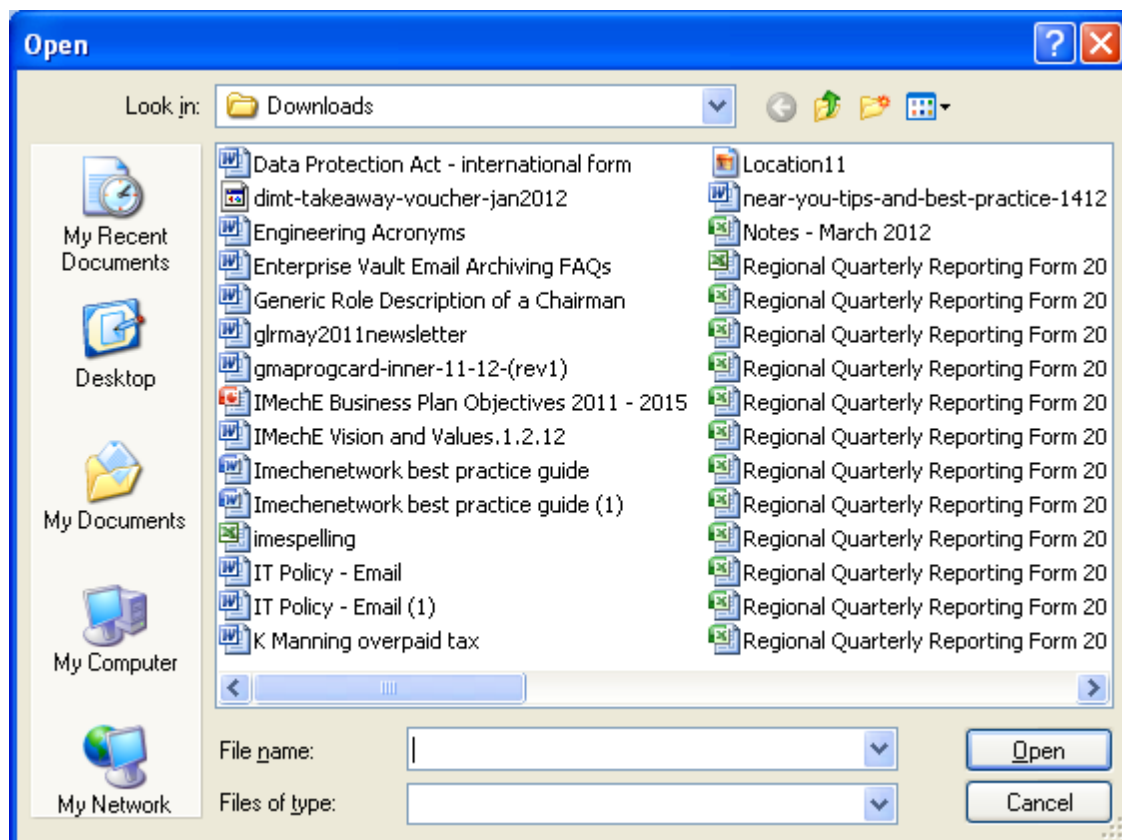 Open
Look in: Downloads
My Recent Documents
Desktop
My Documents
My Computer
My Network
Data Protection Act - international form
dimt-takeaway-voucher-jan2012
Engineering Acronyms
Enterprise Vault Email Archiving FAQs
Generic Role Description of a Chairman
glrmay2011newsletter
gmaprogcard-inner-11-12-(rev1)
IMechE Business Plan Objectives 2011 - 2015
IMechE Vision and Values.1.2.12
Imechenetwork best practice guide
Imechenetwork best practice guide (1)
imespelling
IT Policy - Email
IT Policy - Email (1)
K Manning overpaid tax
Location11
near-you-tips-and-best-practice-1412
Notes - March 2012
Regional Quarterly Reporting Form 20
Regional Quarterly Reporting Form 20
Regional Quarterly Reporting Form 20
Regional Quarterly Reporting Form 20
Regional Quarterly Reporting Form 20
Regional Quarterly Reporting Form 20
Regional Quarterly Reporting Form 20
Regional Quarterly Reporting Form 20
Regional Quarterly Reporting Form 20
Regional Quarterly Reporting Form 20
Regional Quarterly Reporting Form 20
Regional Quarterly Reporting Form 20
File name:
Open
Files of type:
Cancel